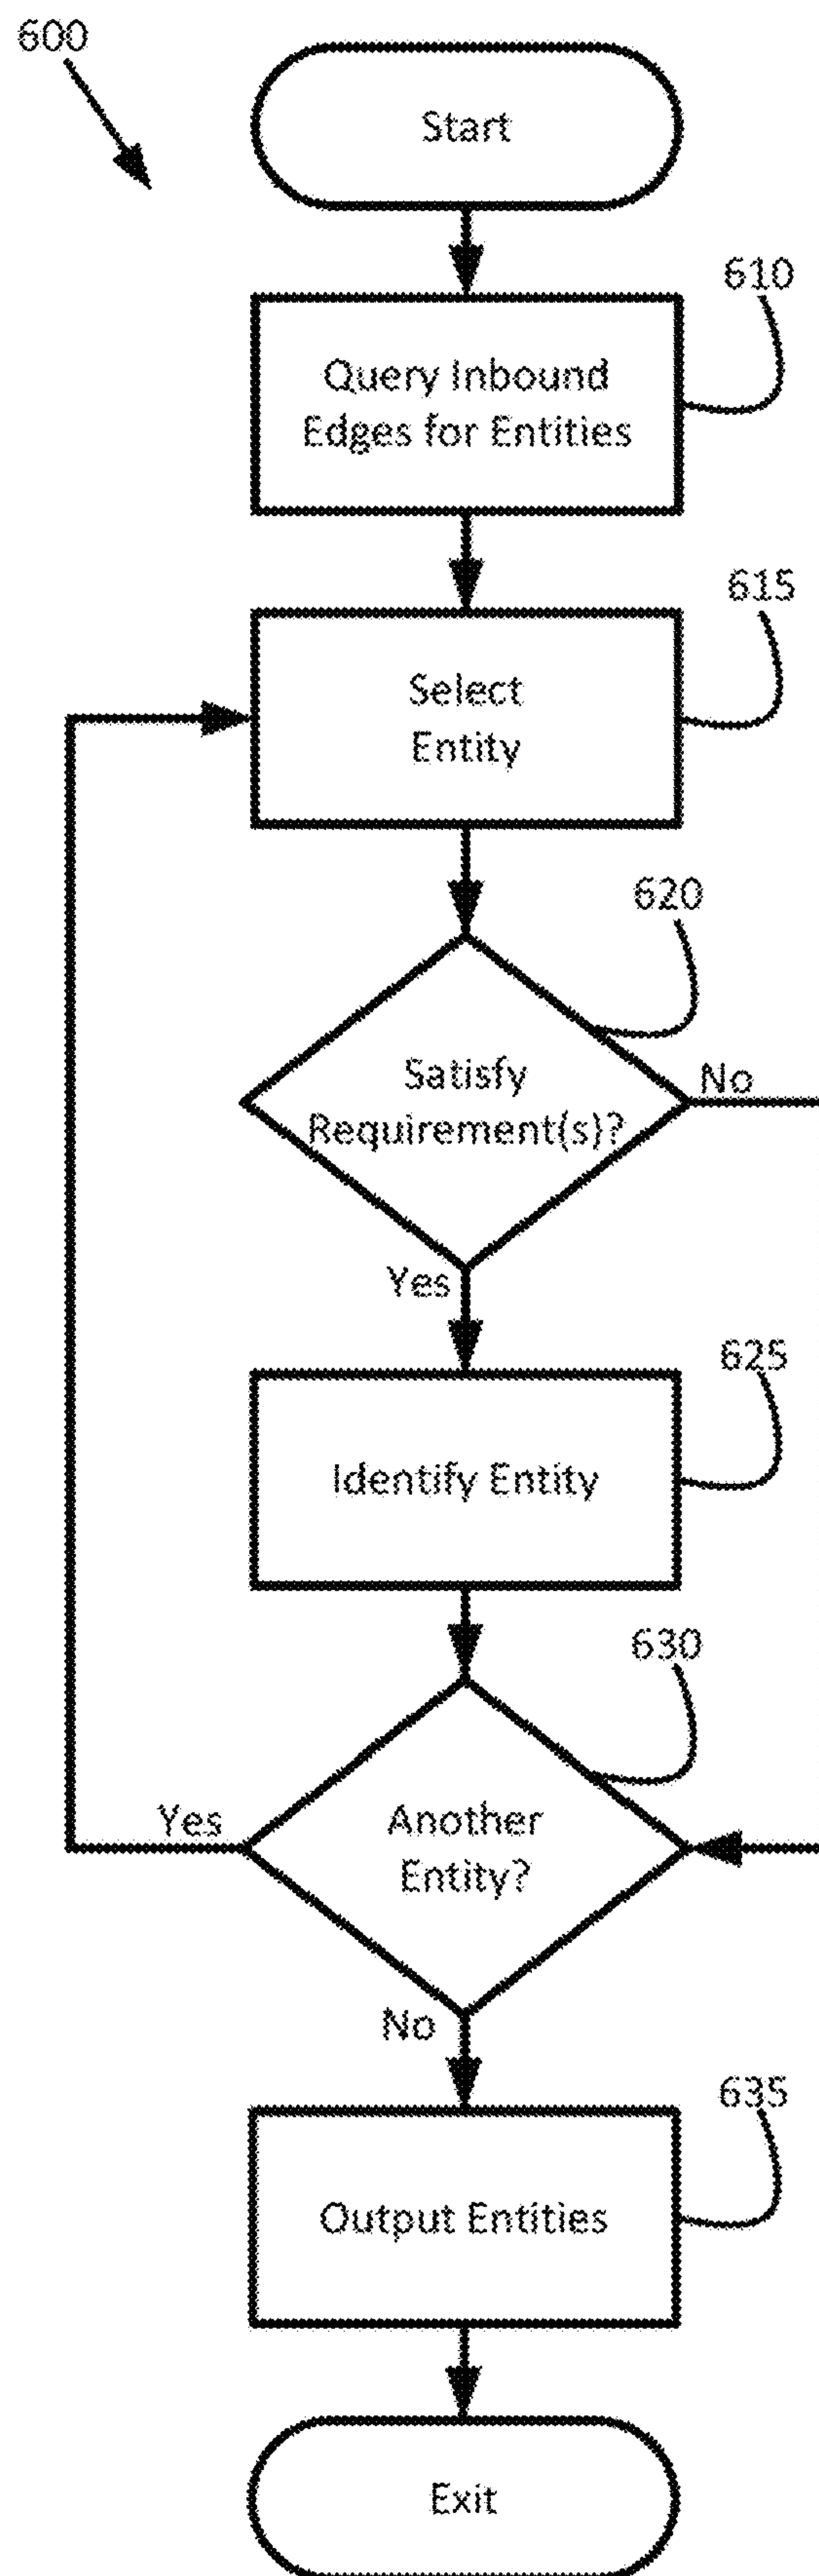 600
Start
610
Query Inbound
Edges for Entities
615
Select
Entity
620
Satisfy
Requirement(s)?
No
Yes
625
Identify Entity
630
Another
Entity?
Yes
No
635
Output Entities
Exit